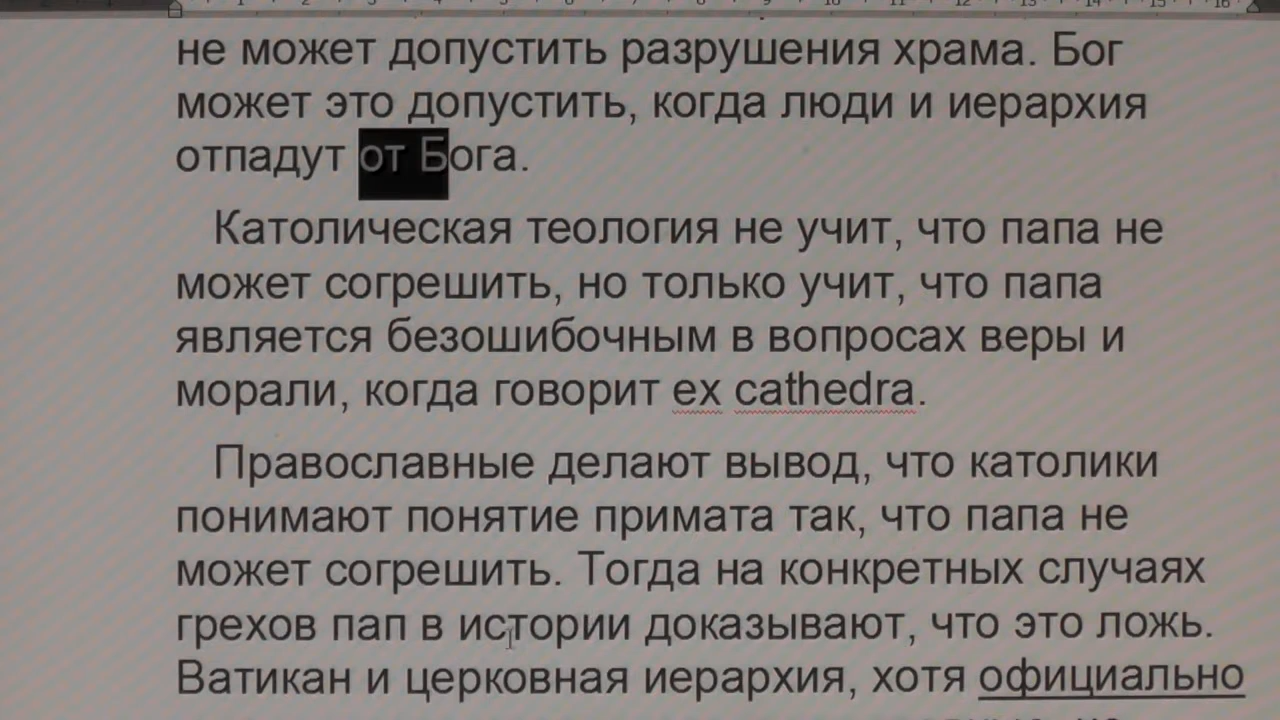 не может допустить разрушения храма. Бог
может это допустить, когда люди и иерархия
отпадут от Бога.
Католическая теология не учит, что папа не
может согрешить, но только учит, что папа
является безошибочным в вопросах веры и
морали, когда говорит ex cathedra.
Православные делают вывод, что католики
понимают понятие примата так, что папа не
может согрешить. Тогда на конкретных случаях
грехов пап в истории доказывают, что это ложь.
Ватикан и церковная иерархия, хотя официально